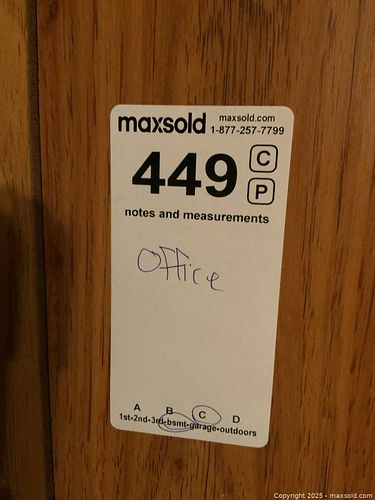 maxsold maxsold.com
1-877-257-7799
449 C
P
notes and measurements
Office
A B C D
1st-2nd-3rd-bsmt-garage-outdoors
Copyright 2025 - maxsold.com